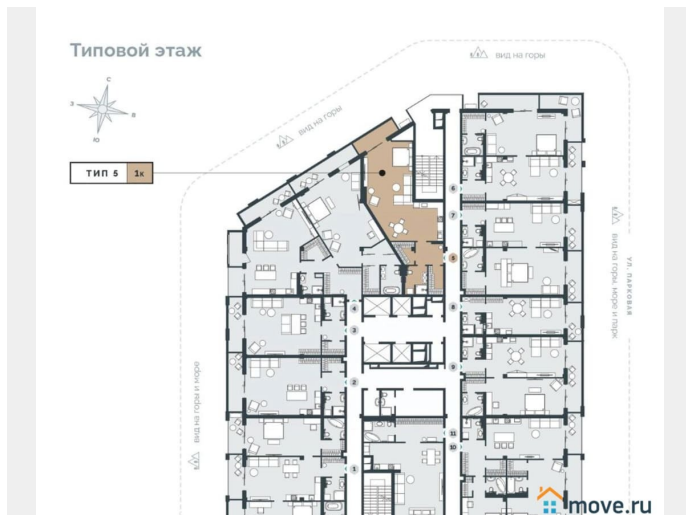 Типовой этаж
вид на горы
С
З
В
Ю
вид на горы
ТИП 5 1к
6
7
5
вид на горы, море и парк
УЛ. ПАРКОВАЯ
4
8
3
9
2
вид на горы и море
11
10
1
move.ru